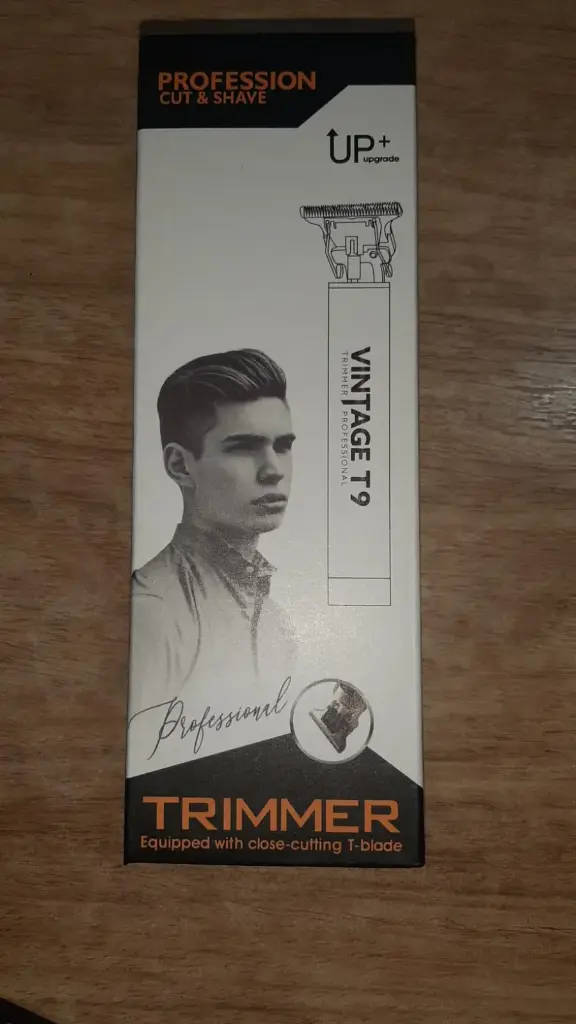 PROFESSION
CUT & SHAVE
UP+
upgrade
VINTAGE T9
TRIMMER PROFESSIONAL
Professional
TRIMMER
Equipped with close-cutting T-blade